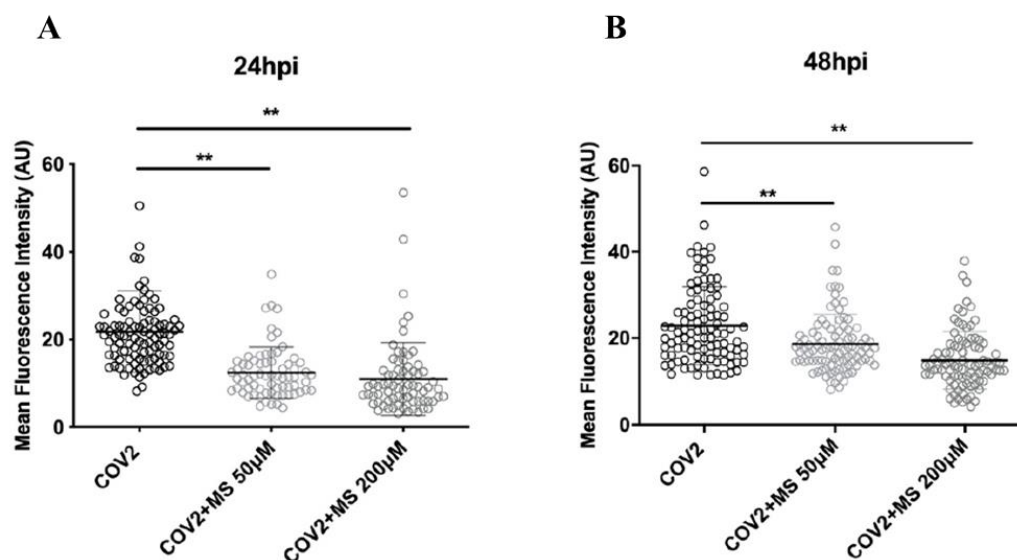 A
24hpi
**
**
Mean Fluorescence Intensity (AU)
60
40
20
0
COV2
COV2+MS 50µM
COV2+MS 200µM
B
48hpi
**
**
Mean Fluorescence Intensity (AU)
60
40
20
0
COV2
COV2+MS 50µM
COV2+MS 200µM